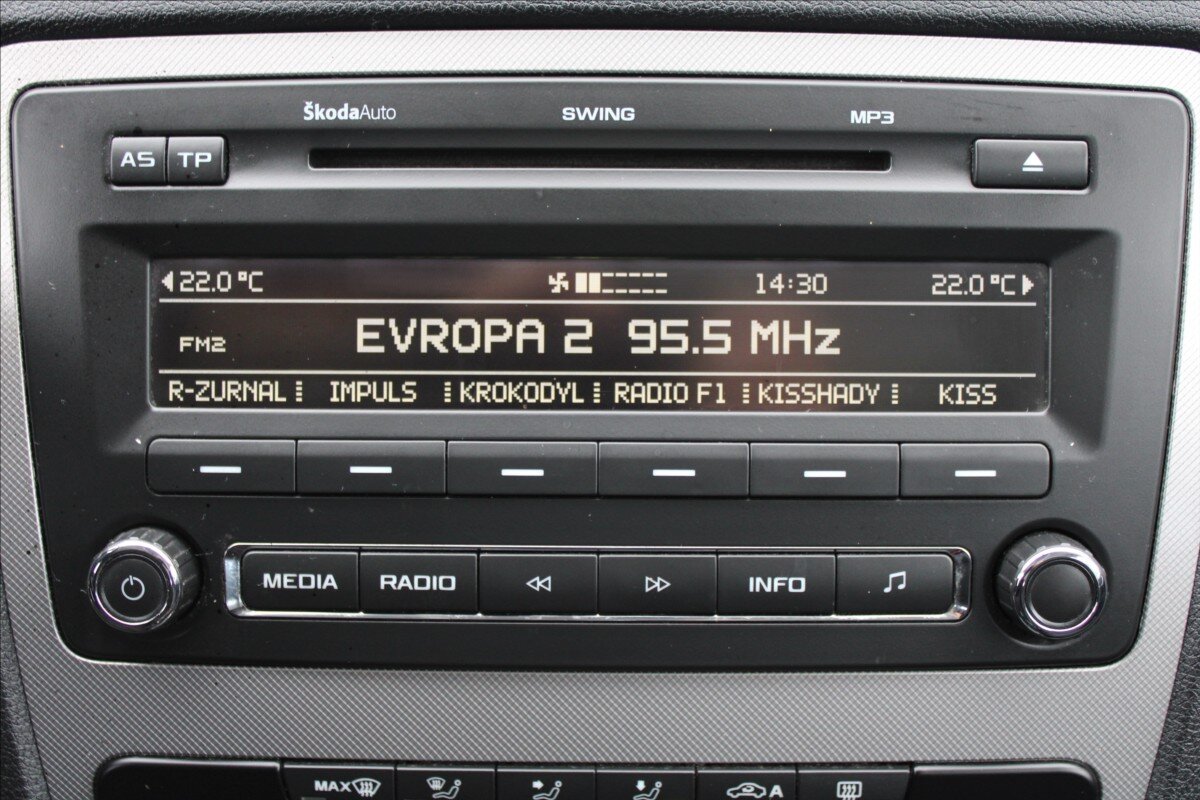 ŠkodaAuto SWING MP3
AS TP
22.0 °C 14:30 22.0 °C
FM2 EVROPA 2 95.5 MHz
R-ZURNAL IMPULS KROKODYL RADIO F1 KISSHADY KISS
MEDIA RADIO INFO
MAX A